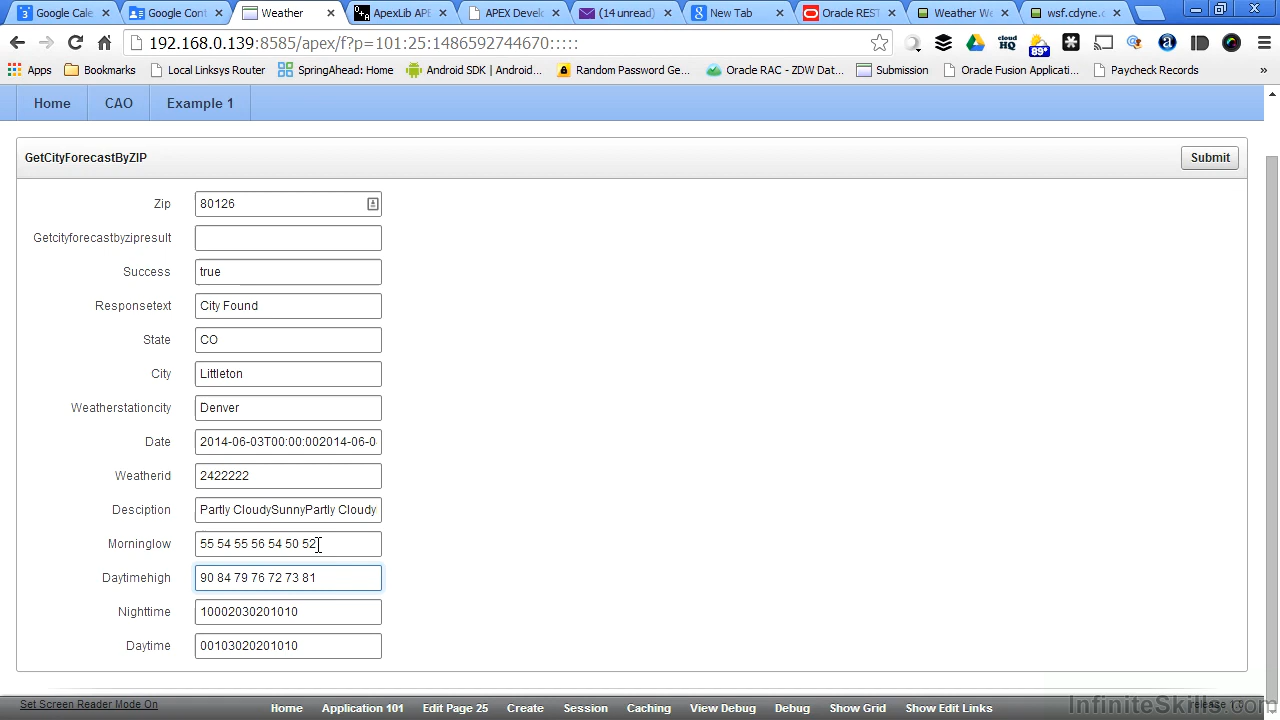 Google Cale
Google Cont
Weather
ApexLib APE
APEX Develo
(14 unread)
New Tab
Oracle REST
Weather We
wsf.cdyne.c
192.168.0.139:8585/apex/f?p=101:25:1486592744670:::::
89°
Apps Bookmarks Local Linksys Router SpringAhead: Home Android SDK | Android... Random Password Ge... Oracle RAC - ZDW Dat... Submission Oracle Fusion Applicati... Paycheck Records »
Home CAO Example 1
GetCityForecastByZIP Submit
Zip 80126
Getcityforecastbyzipresult
Success true
Responsetext City Found
State CO
City Littleton
Weatherstationcity Denver
Date 2014-06-03T00:00:002014-06-0
Weatherid 2422222
Desciption Partly CloudySunnyPartly Cloudy
Morninglow 55 54 55 56 54 50 52
Daytimehigh 90 84 79 76 72 73 81
Nighttime 10002030201010
Daytime 00103020201010
Set Screen Reader Mode On release 1.0
Home Application 101 Edit Page 25 Create Session Caching View Debug Debug Show Grid Show Edit Links
InfiniteSkills.com